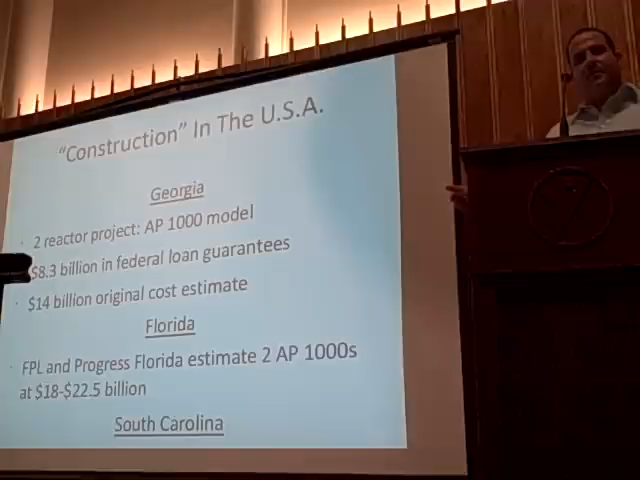 "Construction" In The U.S.A.
Georgia
· 2 reactor project: AP 1000 model
$8.3 billion in federal loan guarantees
· $14 billion original cost estimate
Florida
· FPL and Progress Florida estimate 2 AP 1000s
at $18-$22.5 billion
South Carolina